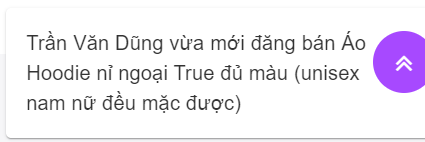 Trần Văn Dũng vừa mới đăng bán Áo
Hoodie nỉ ngoại True đủ màu (unisex
nam nữ đều mặc được)